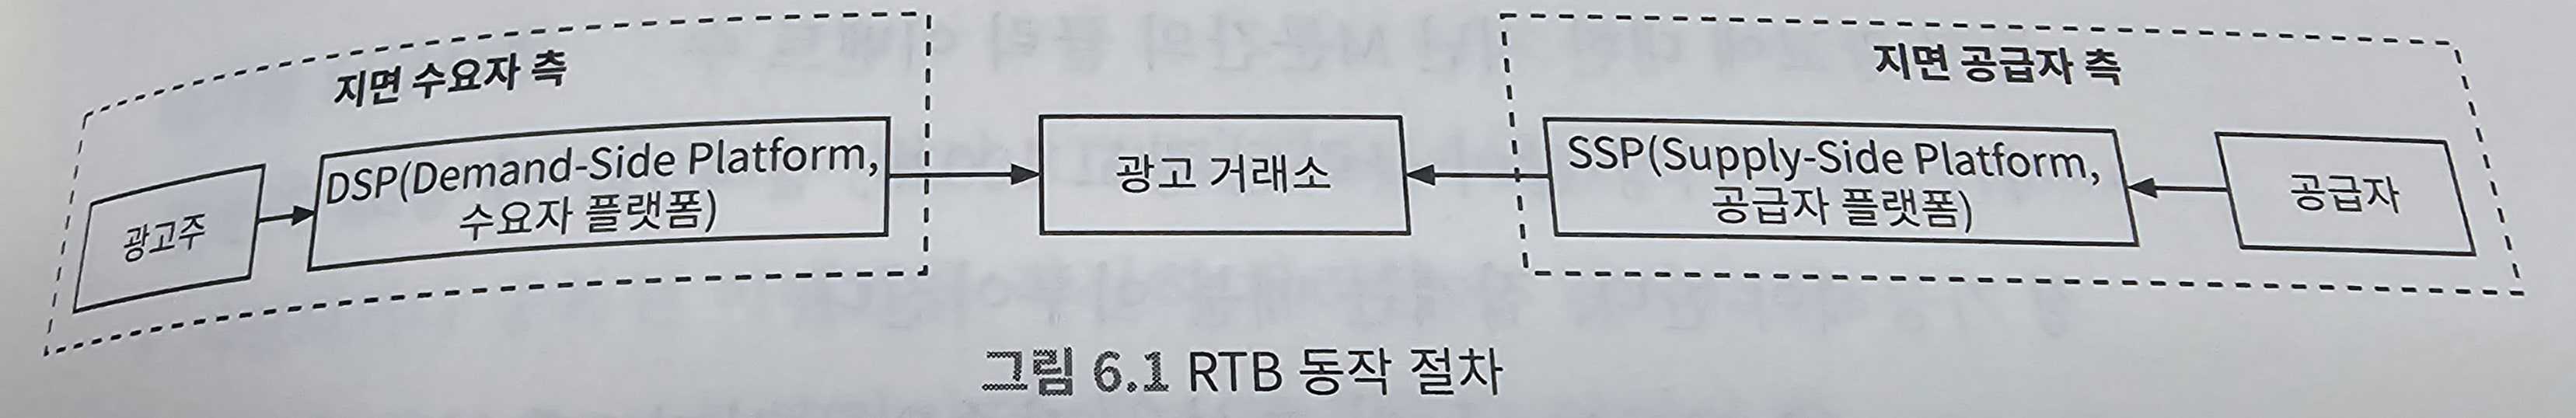 지면 수요자 측
광고주
DSP(Demand-Side Platform,
수요자 플랫폼)
광고 거래소
지면 공급자 측
SSP(Supply-Side Platform,
공급자 플랫폼)
공급자
그림 6.1 RTB 동작 절차